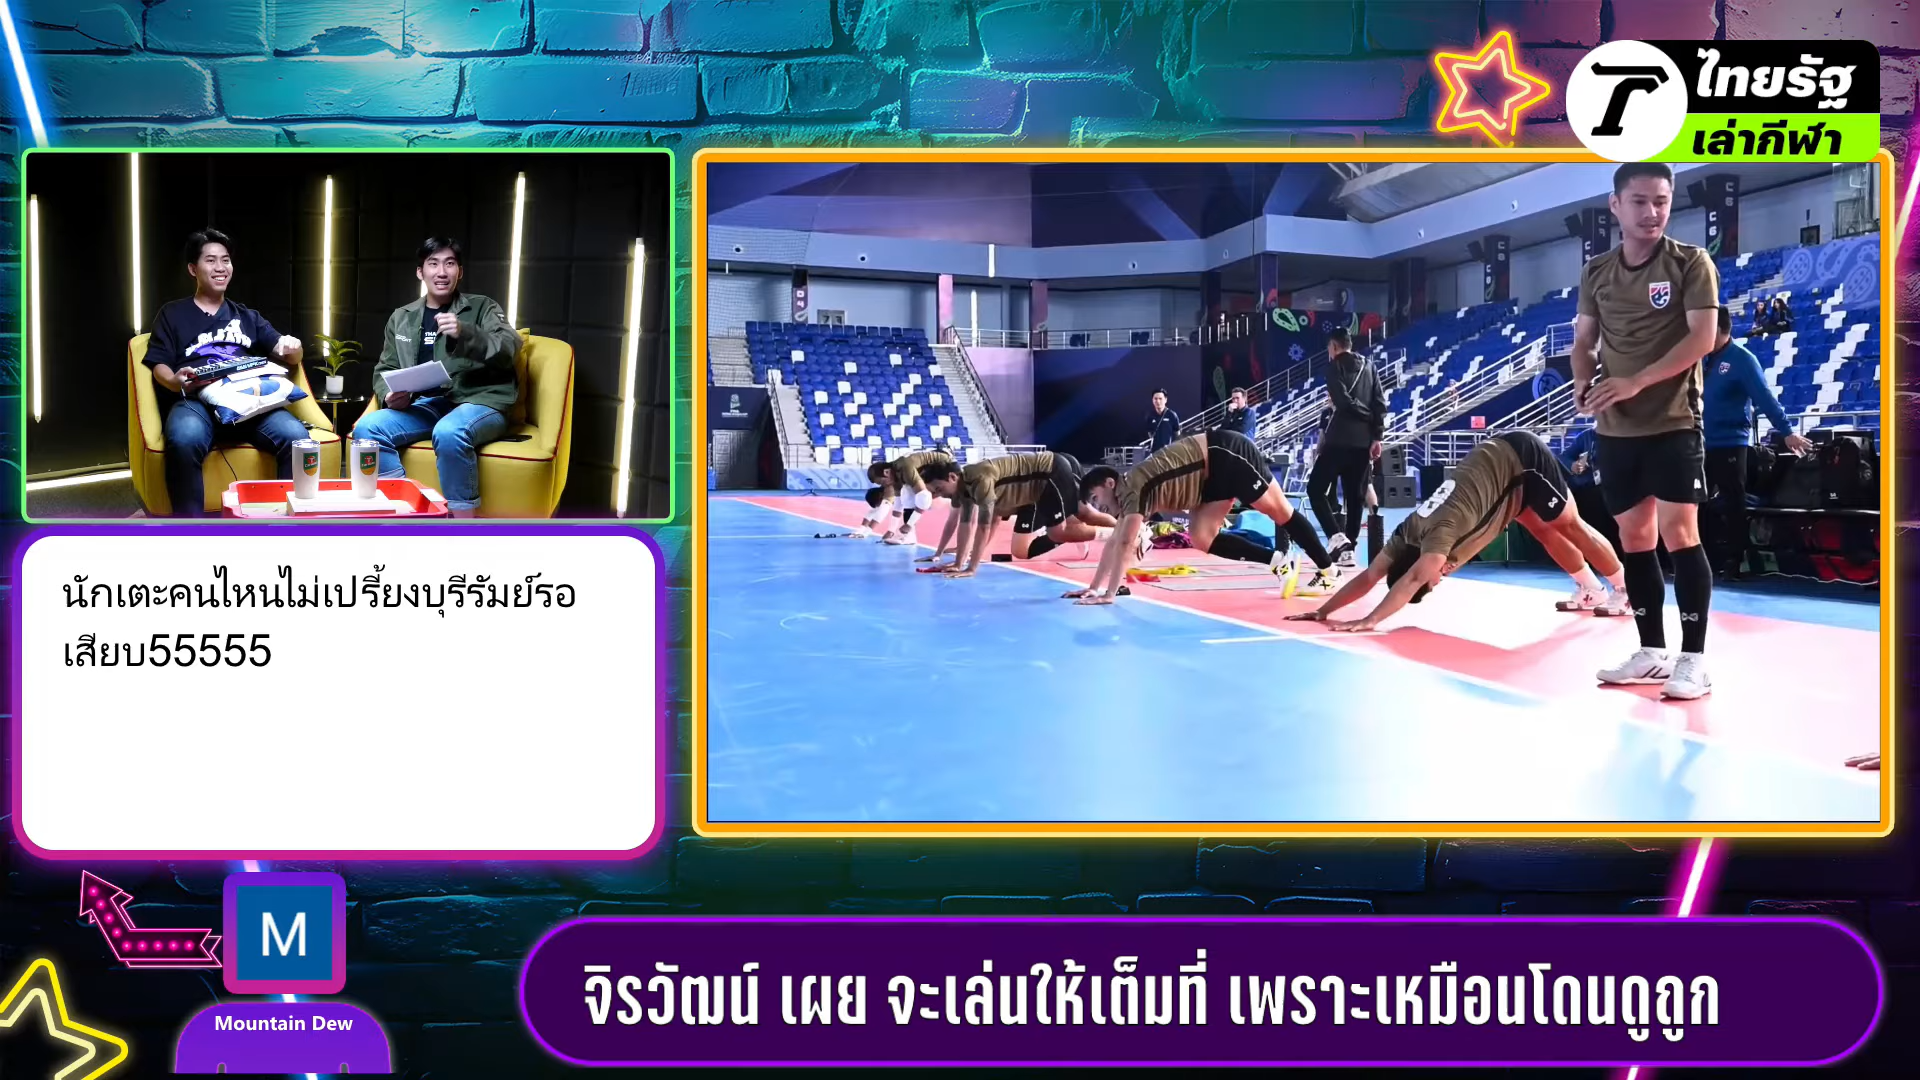 ไทยรัฐ
เล่ากีฬา
นักเตะคนไหนไม่เปรี้ยงบุรีรัมย์รอ
เสียบ55555
M
Mountain Dew
จิรวัฒน์ เผย จะเล่นให้เต็มที่ เพราะเหมือนโดนดูถูก